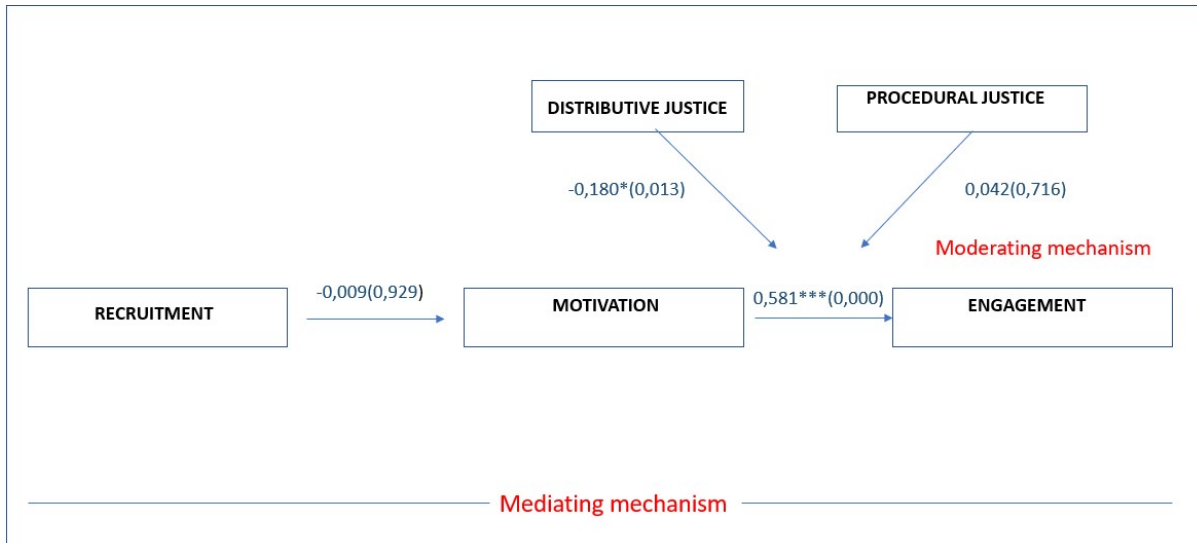 DISTRIBUTIVE JUSTICE
PROCEDURAL JUSTICE
-0,180*(0,013)
0,042(0,716)
Moderating mechanism
RECRUITMENT
-0,009(0,929)
MOTIVATION
0,581***(0,000)
ENGAGEMENT
Mediating mechanism